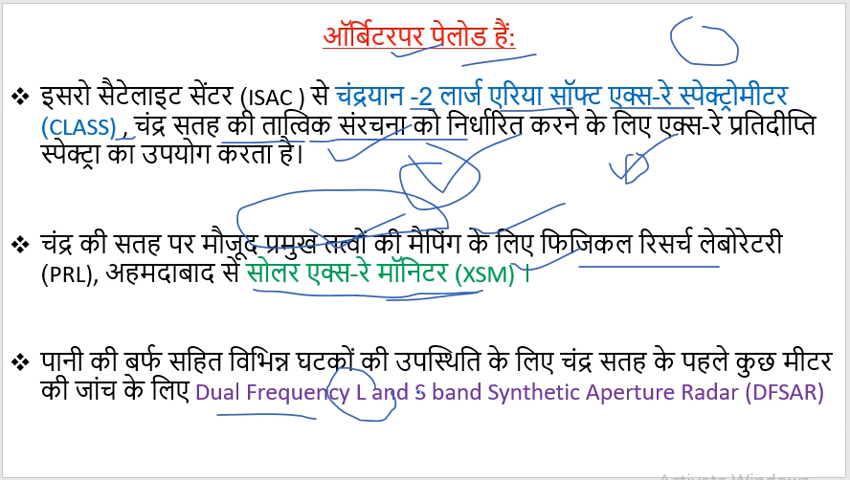 ऑर्बिटरपर पेलोड हैं:
❖ इसरो सैटेलाइट सेंटर (ISAC ) से चंद्रयान -2 लार्ज एरिया सॉफ्ट एक्स-रे स्पेक्ट्रोमीटर
(CLASS) , चंद्र सतह की तात्विक संरचना को निर्धारित करने के लिए एक्स-रे प्रतिदीप्ति
स्पेक्ट्रा का उपयोग करता है।
❖ चंद्र की सतह पर मौजूद प्रमुख तत्वों की मैपिंग के लिए फिजिकल रिसर्च लेबोरेटरी
(PRL), अहमदाबाद से सोलर एक्स-रे मॉनिटर (XSM) ।
❖ पानी की बर्फ सहित विभिन्न घटकों की उपस्थिति के लिए चंद्र सतह के पहले कुछ मीटर
की जांच के लिए Dual Frequency L and S band Synthetic Aperture Radar (DFSAR)